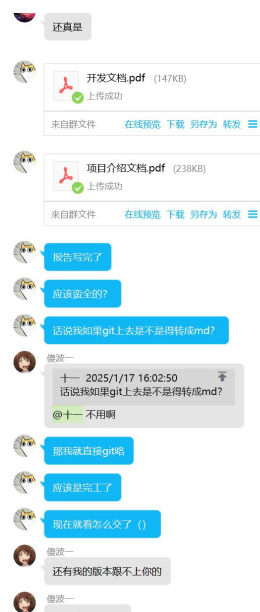 还真是
开发文档.pdf (147KB)
上传成功
来自群文件 在线预览 下载 另存为 转发
项目介绍文档.pdf (238KB)
上传成功
来自群文件 在线预览 下载 另存为 转发
报告写完了
应该蛮全的？
话说我如果git上去是不是得转成md？
傻波一
十一 2025/1/17 16:02:50
话说我如果git上去是不是得转成md？
@十一 不用啊
那我就直接git咯
应该是完工了
现在就看怎么交了（）
傻波一
还有我的版本跟不上你的
傻波一